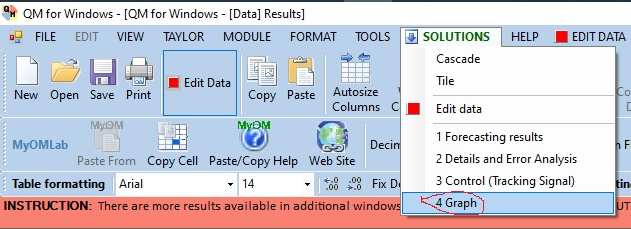 QM for Windows - [QM for Windows - [Data] Results]
FILE EDIT VIEW TAYLOR MODULE FORMAT TOOLS SOLUTIONS HELP EDIT DATA
Cascade
Tile
Edit data
1 Forecasting results
2 Details and Error Analysis
3 Control (Tracking Signal)
4 Graph
New Open Save Print Edit Data Copy Paste Autosize
Columns
MyOMLab MyOM Paste From Copy Cell MyOM Paste/Copy Help Web Site Decim
Table formatting Arial 14 Fix De
INSTRUCTION: There are more results available in additional windows